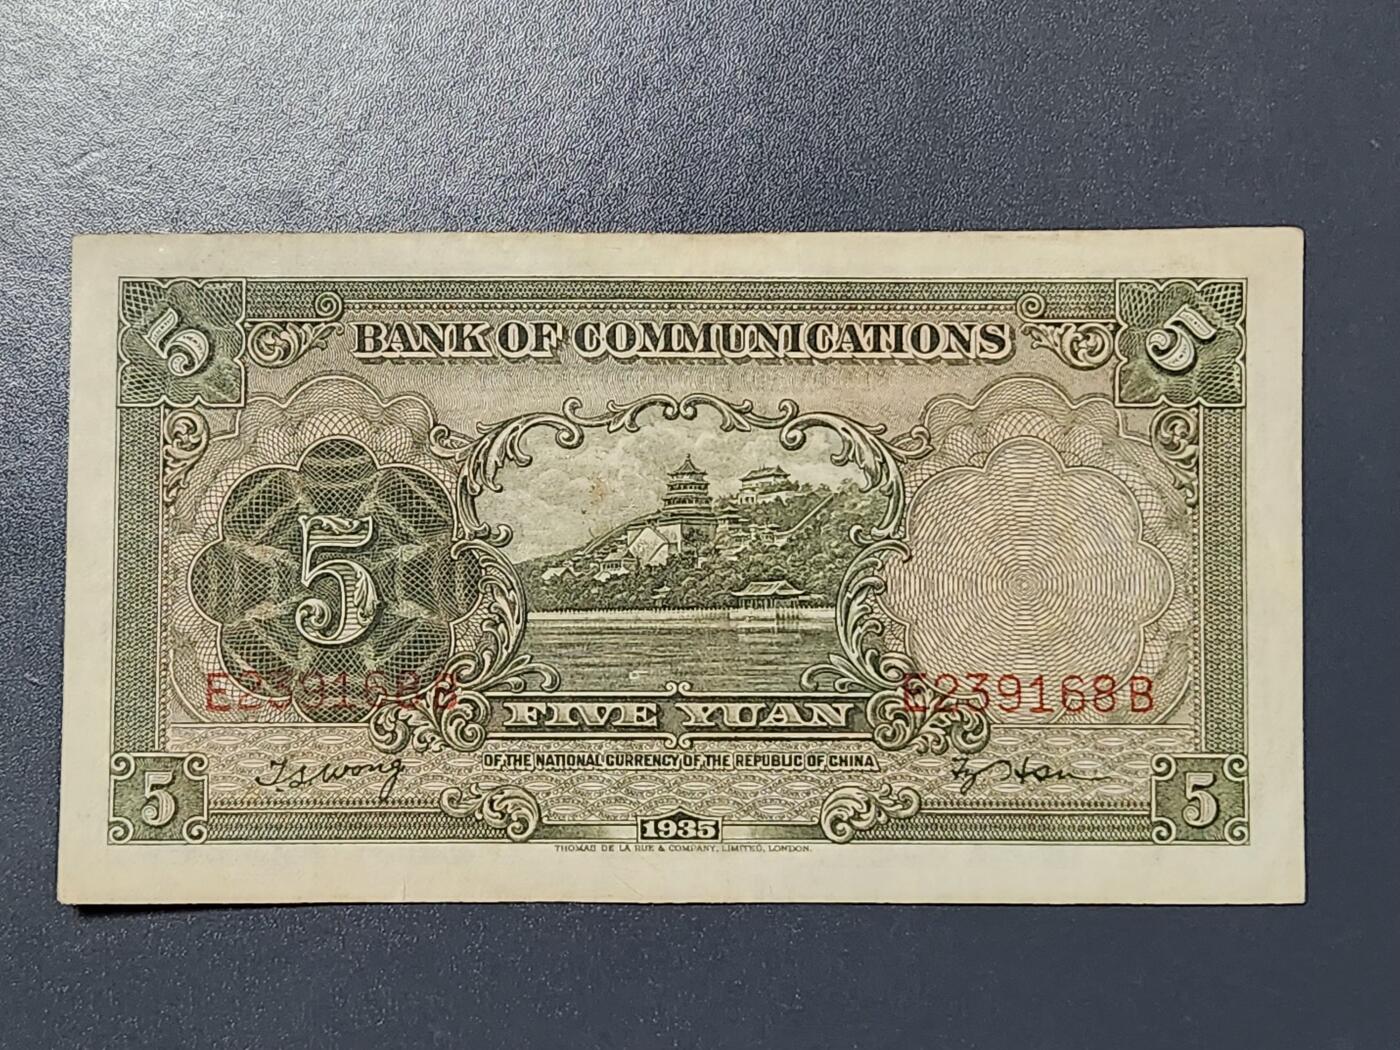 5 5
BANK OF COMMUNICATIONS
5
E239168B E239168B
FIVE YUAN
OF THE NATIONAL CURRENCY OF THE REPUBLIC OF CHINA
T.S. Wong
5 5
1935
THOMAS DE LA RUE & COMPANY, LIMITED, LONDON.